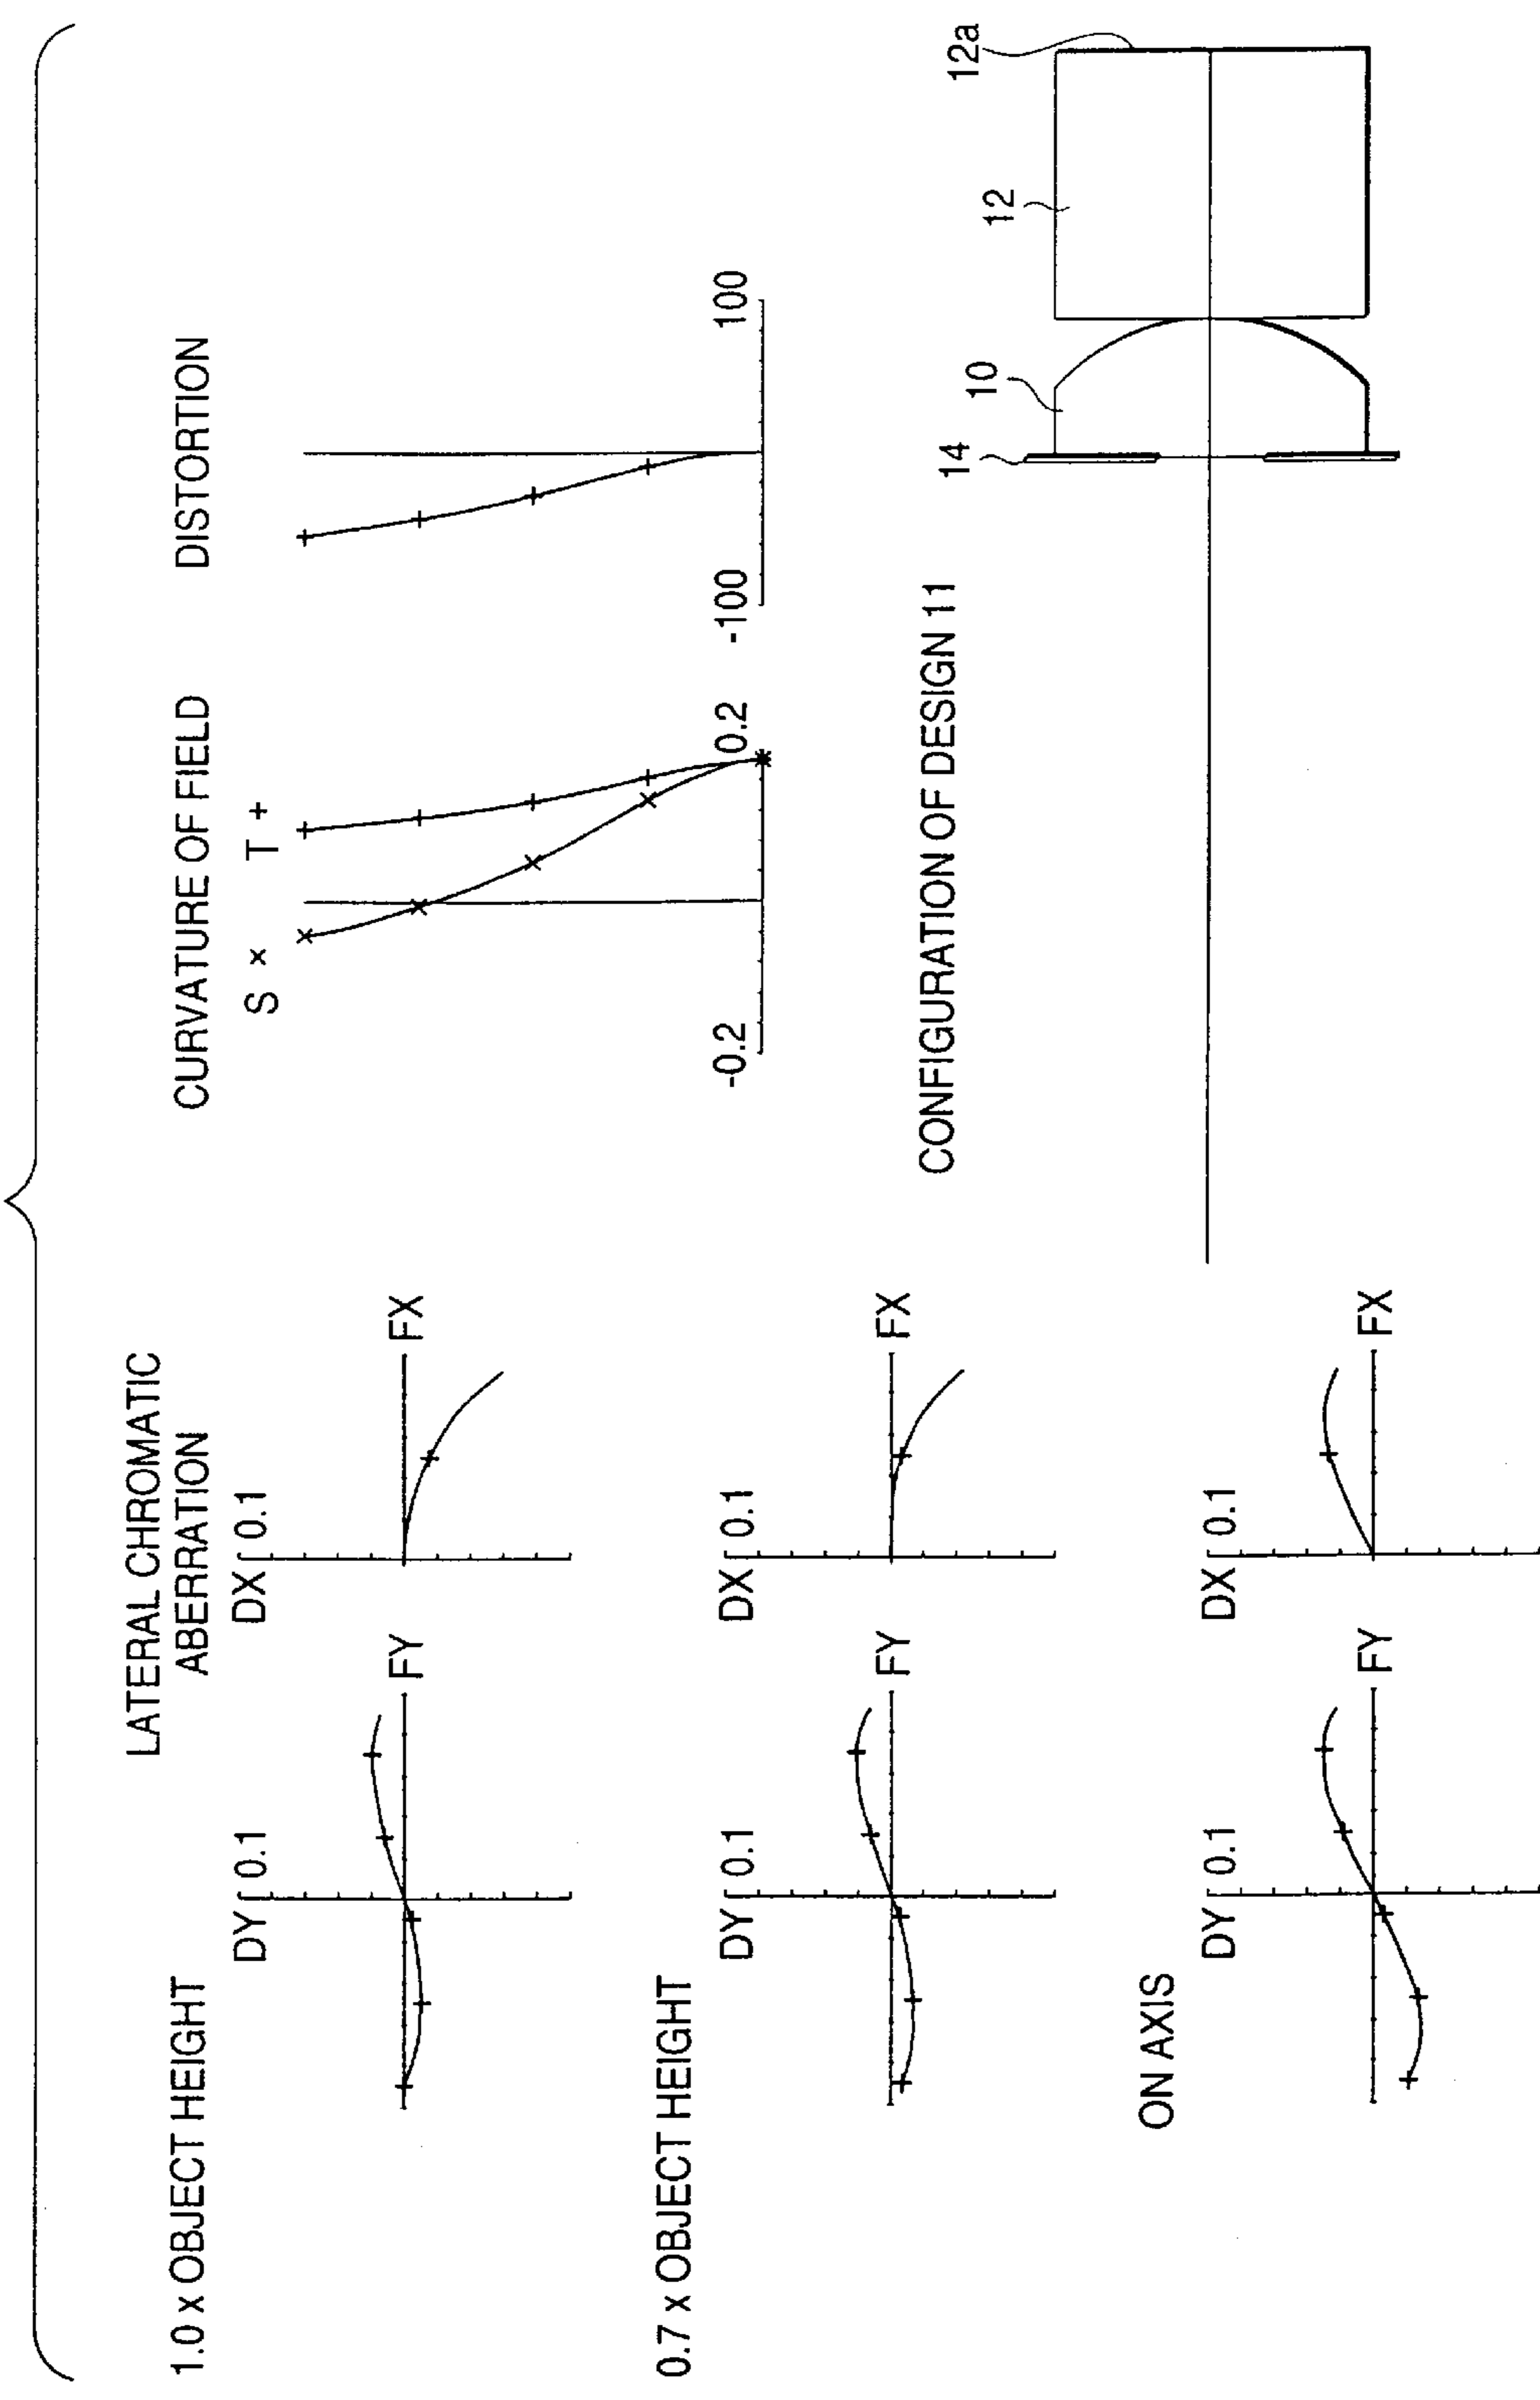 LATERAL CHROMATIC
ABERRATION
1.0 x OBJECT HEIGHT
DY 0.1
FY
DX 0.1
FX
0.7 x OBJECT HEIGHT
DY 0.1
FY
DX 0.1
FX
ON AXIS
DY 0.1
FY
DX 0.1
FX
CURVATURE OF FIELD
S × T +
-0.2 0.2
DISTORTION
-100 100
CONFIGURATION OF DESIGN 11
14
10
12
12a